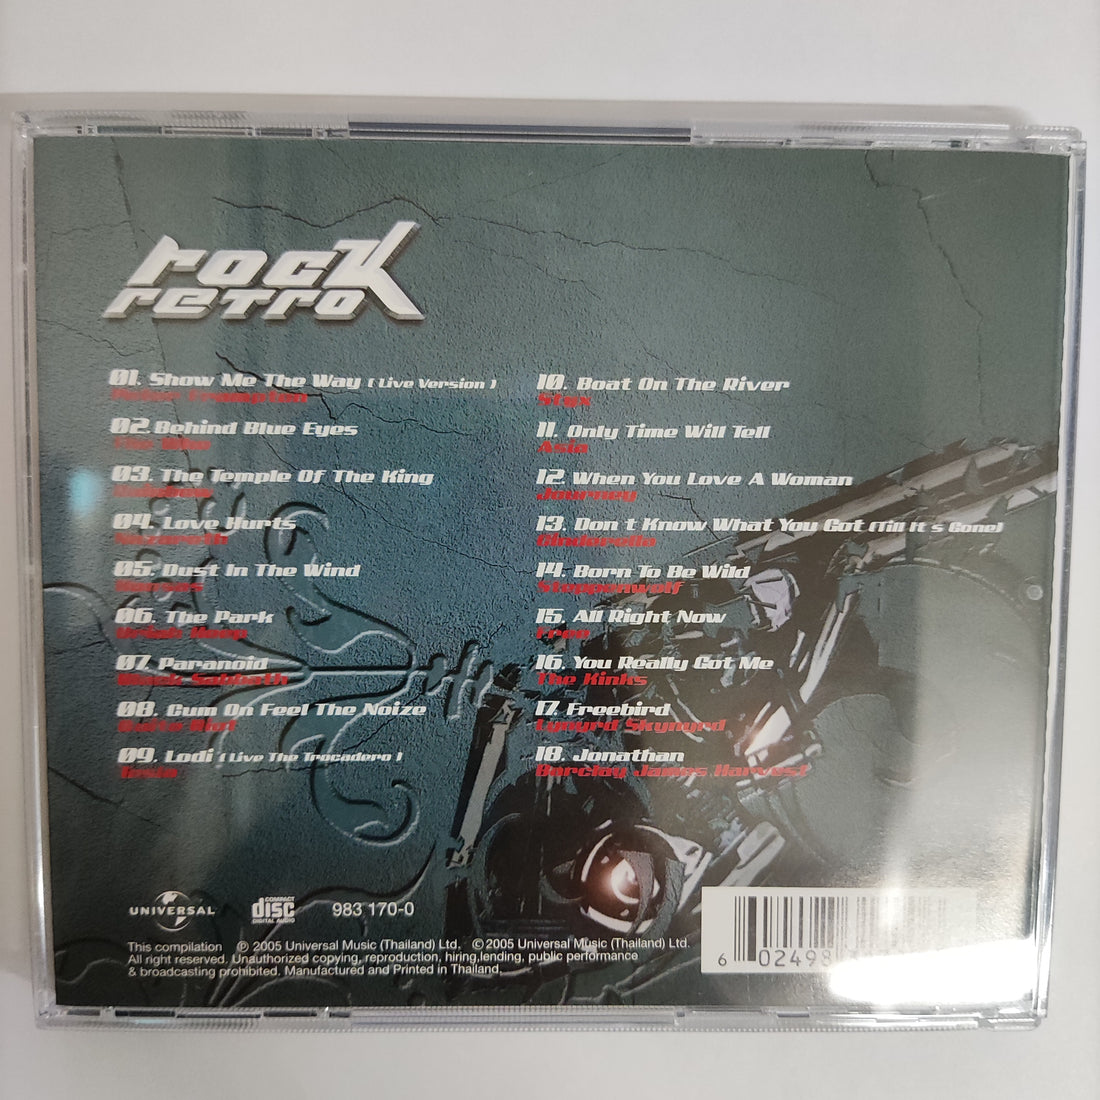 rock
retro
01. Show Me The Way ( Live Version )
Peter Frampton
02. Behind Blue Eyes
The Who
03. The Temple Of The King
Rainbow
04. Love Hurts
Nazareth
05. Dust In The Wind
Kansas
06. The Park
Uriah Heep
07. Paranoid
Black Sabbath
08. Cum On Feel The Noize
Quite Riot
09. Lodi ( Live The Trocadero )
Tesla
10. Boat On The River
Styx
11. Only Time Will Tell
Asia
12. When You Love A Woman
Journey
13. Don t Know What You Got (Till It s Gone)
Cinderella
14. Born To Be Wild
Steppenwolf
15. All Right Now
Free
16. You Really Got Me
The Kinks
17. Freebird
Lynyrd Skynyrd
18. Jonathan
Barclay James Harvest
UNIVERSAL
COMPACT
disc
DIGITAL AUDIO
983 170-0
This compilation ℗ 2005 Universal Music (Thailand) Ltd. © 2005 Universal Music (Thailand) Ltd.
All right reserved. Unauthorized copying, reproduction, hiring,lending, public performance
& broadcasting prohibited. Manufactured and Printed in Thailand.
6 02498